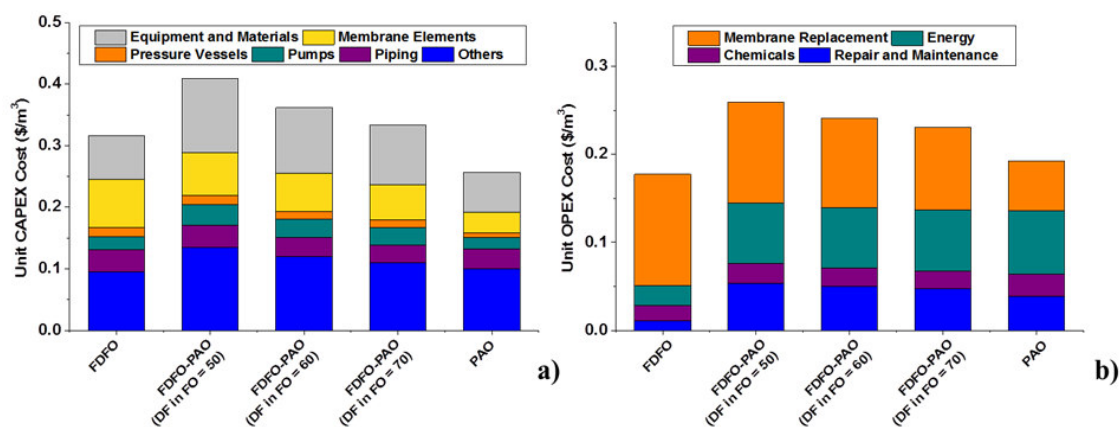 Unit CAPEX Cost ($/m³)
0.5
0.4
0.3
0.2
0.1
0.0
Equipment and Materials Membrane Elements
Pressure Vessels Pumps Piping Others
FDFO
FDFO-PAO
(DF in FO = 50)
FDFO-PAO
(DF in FO = 60)
FDFO-PAO
(DF in FO = 70)
PAO
a)
Unit OPEX Cost ($/m³)
0.3
0.2
0.1
0.0
Membrane Replacement Energy
Chemicals Repair and Maintenance
FDFO
FDFO-PAO
(DF in FO = 50)
FDFO-PAO
(DF in FO = 60)
FDFO-PAO
(DF in FO = 70)
PAO
b)